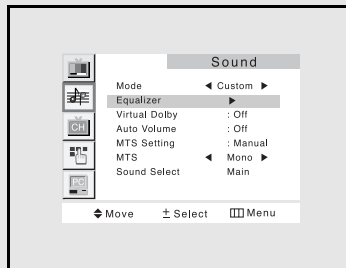 Sound
Mode ◀ Custom ▶
Equalizer ▶
Virtual Dolby : Off
Auto Volume : Off
MTS Setting : Manual
MTS ◀ Mono ▶
Sound Select Main
CH
PC
Move ± Select Menu